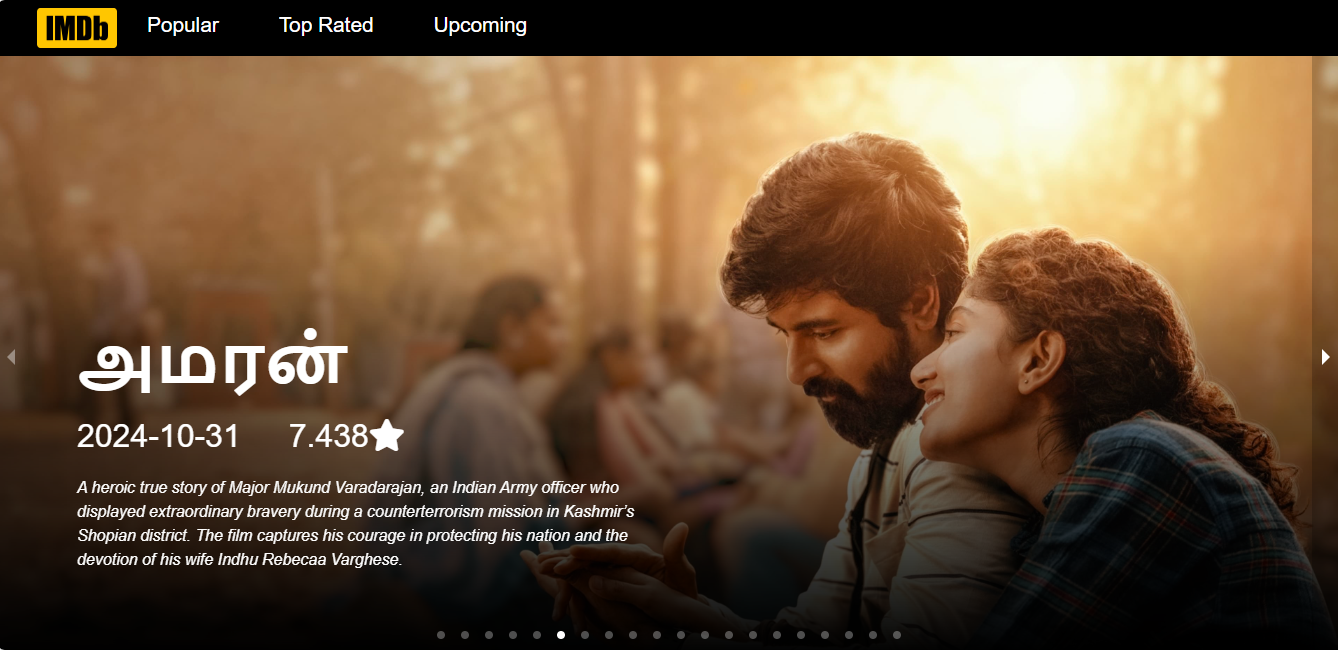 IMDb Popular Top Rated Upcoming
அமரன்
2024-10-31 7.438
A heroic true story of Major Mukund Varadarajan, an Indian Army officer who
displayed extraordinary bravery during a counterterrorism mission in Kashmir’s
Shopian district. The film captures his courage in protecting his nation and the
devotion of his wife Indhu Rebecaa Varghese.